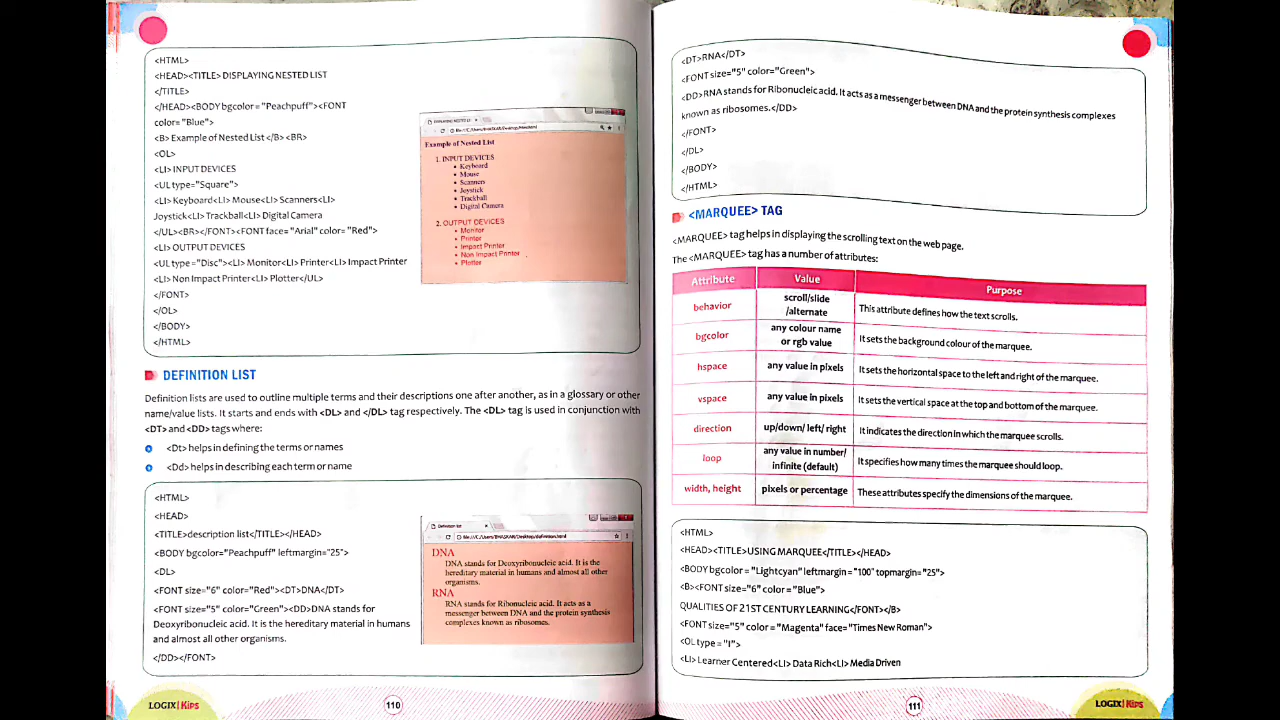 <HTML>
<HEAD><TITLE> DISPLAYING NESTED LIST
</TITLE>
</HEAD><BODY bgcolor= "Peachpuff"><FONT
color= "Blue">
<B> Example of Nested List </B><BR>
<OL>
<LI> INPUT DEVICES
<UL type= "Square">
<LI> Keyboard<LI> Mouse<LI> Scanners<LI>
Joystick<LI> Trackball<LI> Digital Camera
</UL><BR></FONT><FONT face= "Arial" color= "Red">
<LI> OUTPUT DEVICES
<UL type = "Disc"><LI> Monitor<LI> Printer<LI> Impact Printer
<LI> Non Impact Printer<LI> Plotter</UL>
</FONT>
</OL>
</BODY>
</HTML>
Example of Nested List
1. INPUT DEVICES
• Keyboard
• Mouse
• Scanners
• Joystick
• Trackball
• Digital Camera
2. OUTPUT DEVICES
• Monitor
• Printer
• Impact Printer
• Non Impact Printer
• Plotter
DEFINITION LIST
Definition lists are used to outline multiple terms and their descriptions one after another, as in a glossary or other
name/value lists. It starts and ends with <DL> and </DL> tag respectively. The <DL> tag is used in conjunction with
<DT> and <DD> tags where:
<Dt> helps in defining the terms or names
<Dd> helps in describing each term or name
<HTML>
<HEAD>
<TITLE>description list</TITLE></HEAD>
<BODY bgcolor="Peachpuff" leftmargin="25">
<DL>
<FONT size="6" color="Red"><DT>DNA</DT>
<FONT size="5" color="Green"><DD>DNA stands for
Deoxyribonucleic acid. It is the hereditary material in humans
and almost all other organisms.
</DD></FONT>
Definition list
file:///C:/Users/BHASKAR/Desktop/definition.html
DNA
DNA stands for Deoxyribonucleic acid. It is the
hereditary material in humans and almost all other
organisms.
RNA
RNA stands for Ribonucleic acid. It acts as a
messenger between DNA and the protein synthesis
complexes known as ribosomes.
LOGIX|Kips
110
<DT>RNA</DT>
<FONT size="5" color="Green">
<DD>RNA stands for Ribonucleic acid. It acts as a messenger between DNA and the protein synthesis complexes
known as ribosomes.</DD>
</FONT>
</DL>
</BODY>
</HTML>
<MARQUEE> TAG
<MARQUEE> tag helps in displaying the scrolling text on the web page.
The <MARQUEE> tag has a number of attributes:
Attribute Value Purpose
behavior scroll/slide /alternate This attribute defines how the text scrolls.
bgcolor any colour name or rgb value It sets the background colour of the marquee.
hspace any value in pixels It sets the horizontal space to the left and right of the marquee.
vspace any value in pixels It sets the vertical space at the top and bottom of the marquee.
direction up/down/ left/ right It indicates the direction in which the marquee scrolls.
loop any value in number/ infinite (default) It specifies how many times the marquee should loop.
width, height pixels or percentage These attributes specify the dimensions of the marquee.
<HTML>
<HEAD><TITLE>USING MARQUEE</TITLE></HEAD>
<BODY bgcolor = "Lightcyan" leftmargin= "100" topmargin= "25">
<B><FONT size="6" color="Blue">
QUALITIES OF 21ST CENTURY LEARNING</FONT></B>
<FONT size="5" color = "Magenta" face= "Times New Roman">
<OL type = "I">
<LI> Learner Centered<LI> Data Rich<LI> Media Driven
111
LOGIX|Kips